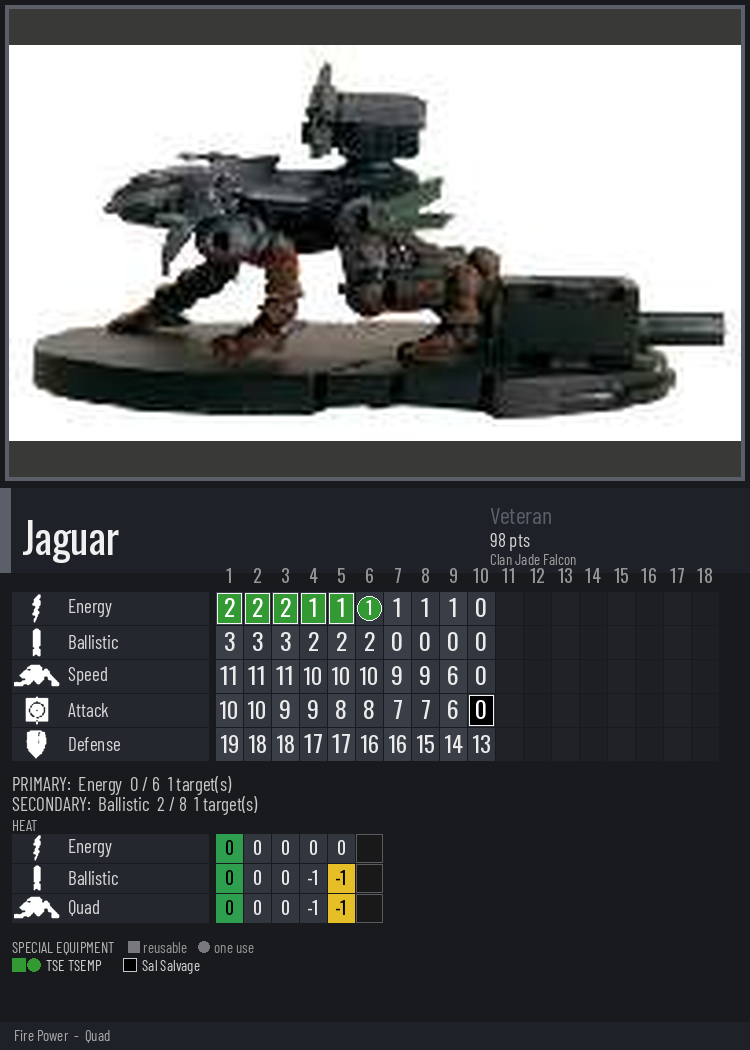 Jaguar
Veteran
98 pts
Clan Jade Falcon
1 2 3 4 5 6 7 8 9 10 11 12 13 14 15 16 17 18
Energy 2 2 2 1 1 1 1 1 1 0
Ballistic 3 3 3 2 2 2 0 0 0 0
Speed 11 11 11 10 10 10 9 9 6 0
Attack 10 10 9 9 8 8 7 7 6 0
Defense 19 18 18 17 17 16 16 15 14 13
PRIMARY: Energy 0 / 6 1 target(s)
SECONDARY: Ballistic 2 / 8 1 target(s)
HEAT
Energy 0 0 0 0 0
Ballistic 0 0 0 -1 -1
Quad 0 0 0 -1 -1
SPECIAL EQUIPMENT reusable one use
TSE TSEMP Sal Salvage
Fire Power - Quad